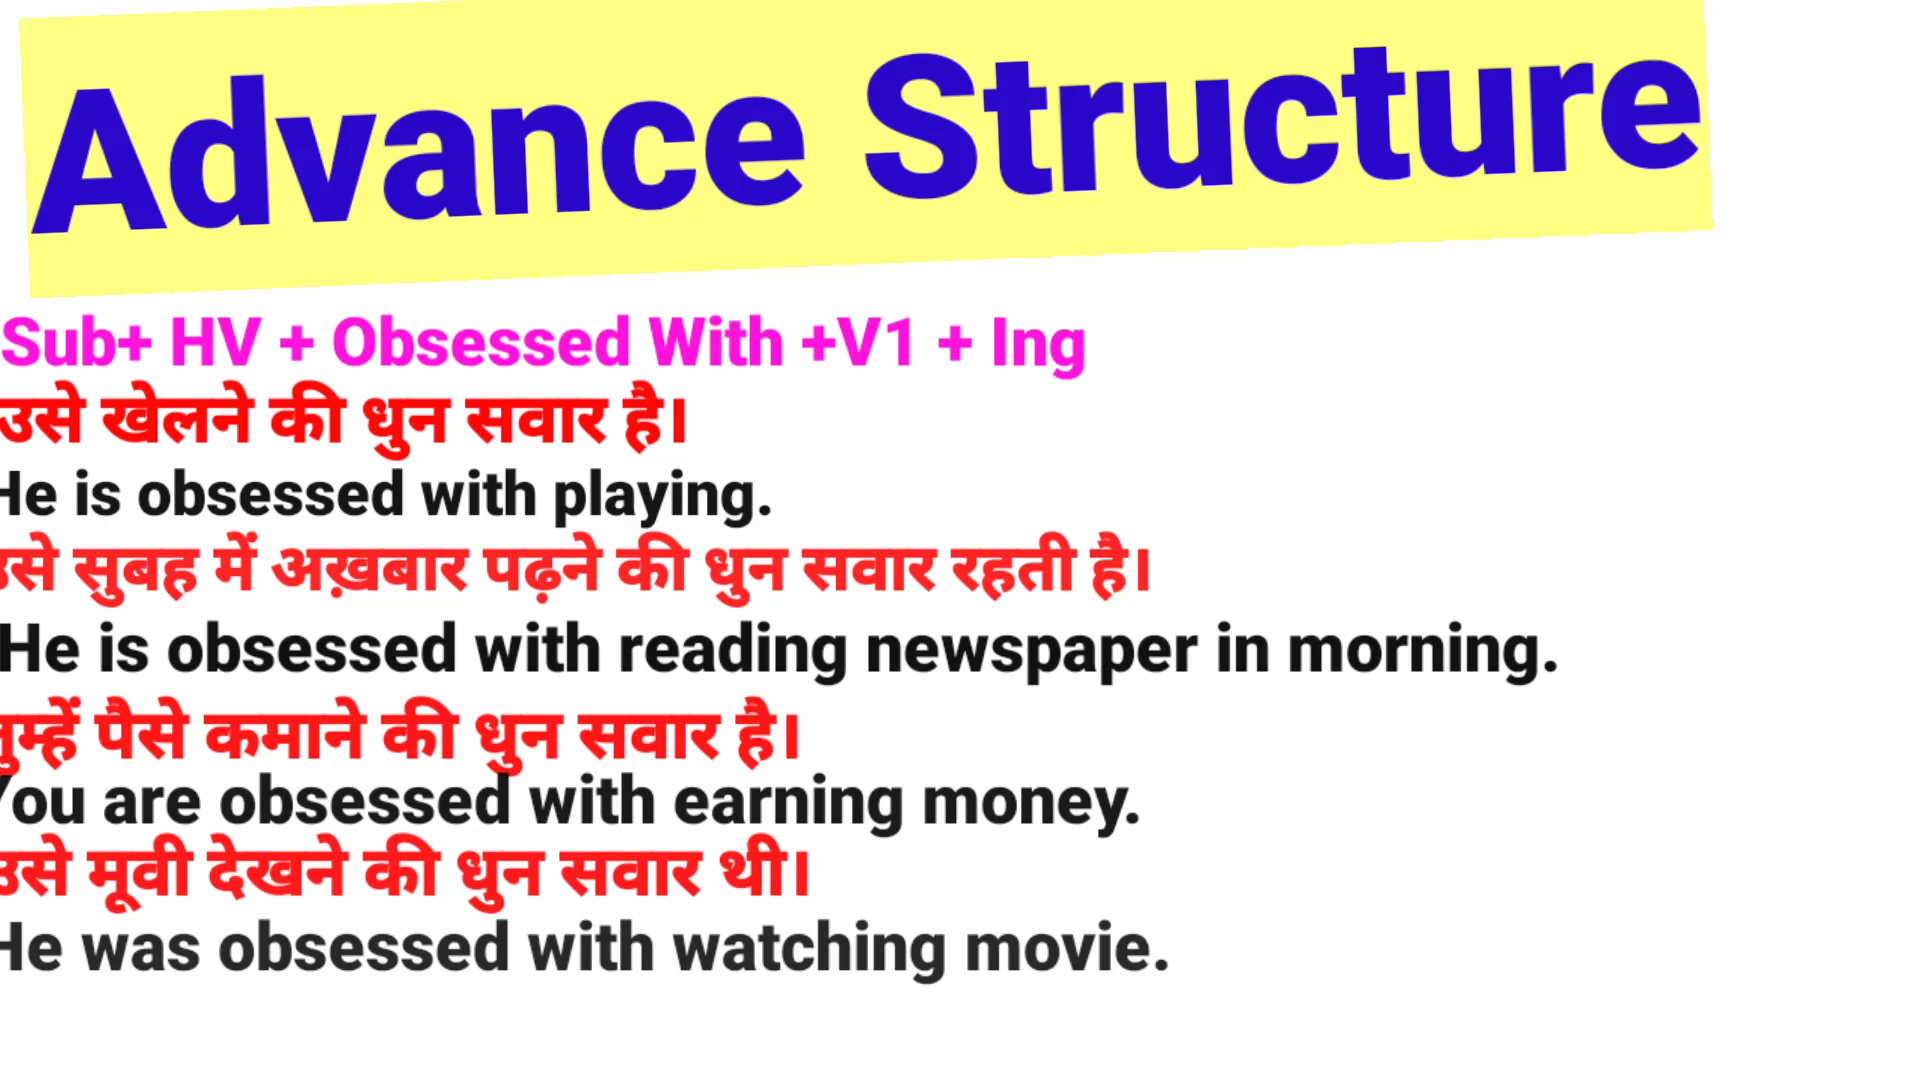 Advance Structure
Sub+ HV + Obsessed With +V1 + Ing
उसे खेलने की धुन सवार है।
He is obsessed with playing.
उसे सुबह में अख़बार पढ़ने की धुन सवार रहती है।
He is obsessed with reading newspaper in morning.
तुम्हें पैसे कमाने की धुन सवार है।
You are obsessed with earning money.
उसे मूवी देखने की धुन सवार थी।
He was obsessed with watching movie.